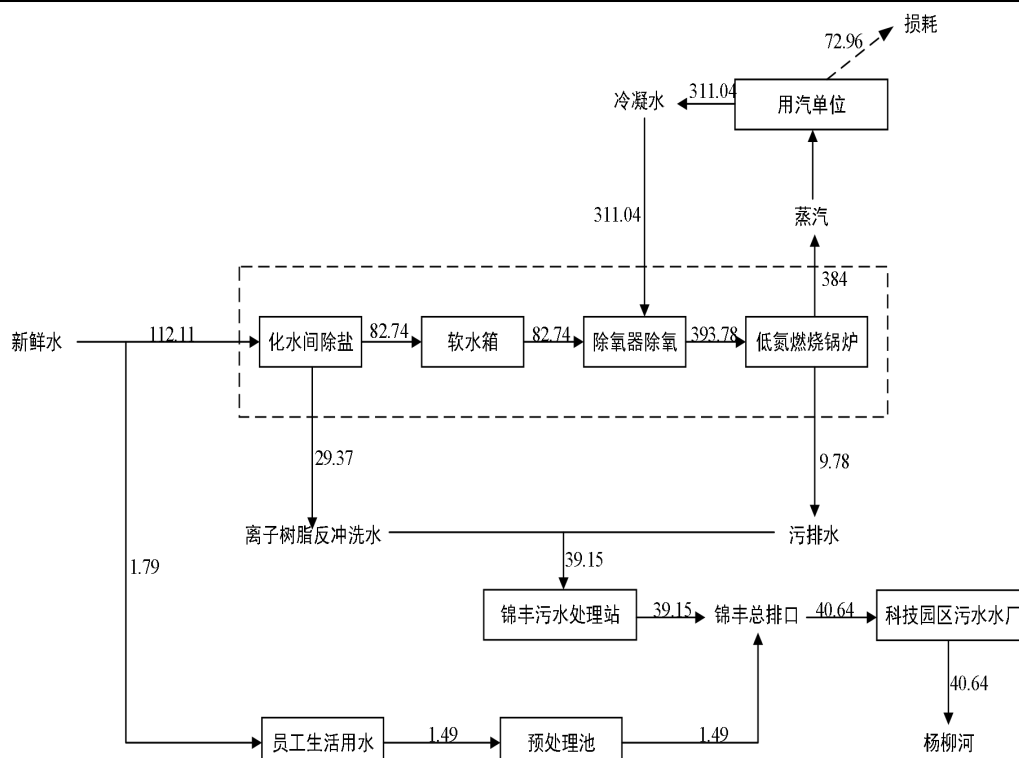 损耗
72.96
冷凝水
311.04
用汽单位
311.04
蒸汽
384
新鲜水
112.11
化水间除盐
82.74
软水箱
82.74
除氧器除氧
393.78
低氮燃烧锅炉
29.37
9.78
离子树脂反冲洗水
污排水
1.79
39.15
锦丰污水处理站
39.15
锦丰总排口
40.64
科技园区污水水厂
40.64
员工生活用水
1.49
预处理池
1.49
杨柳河